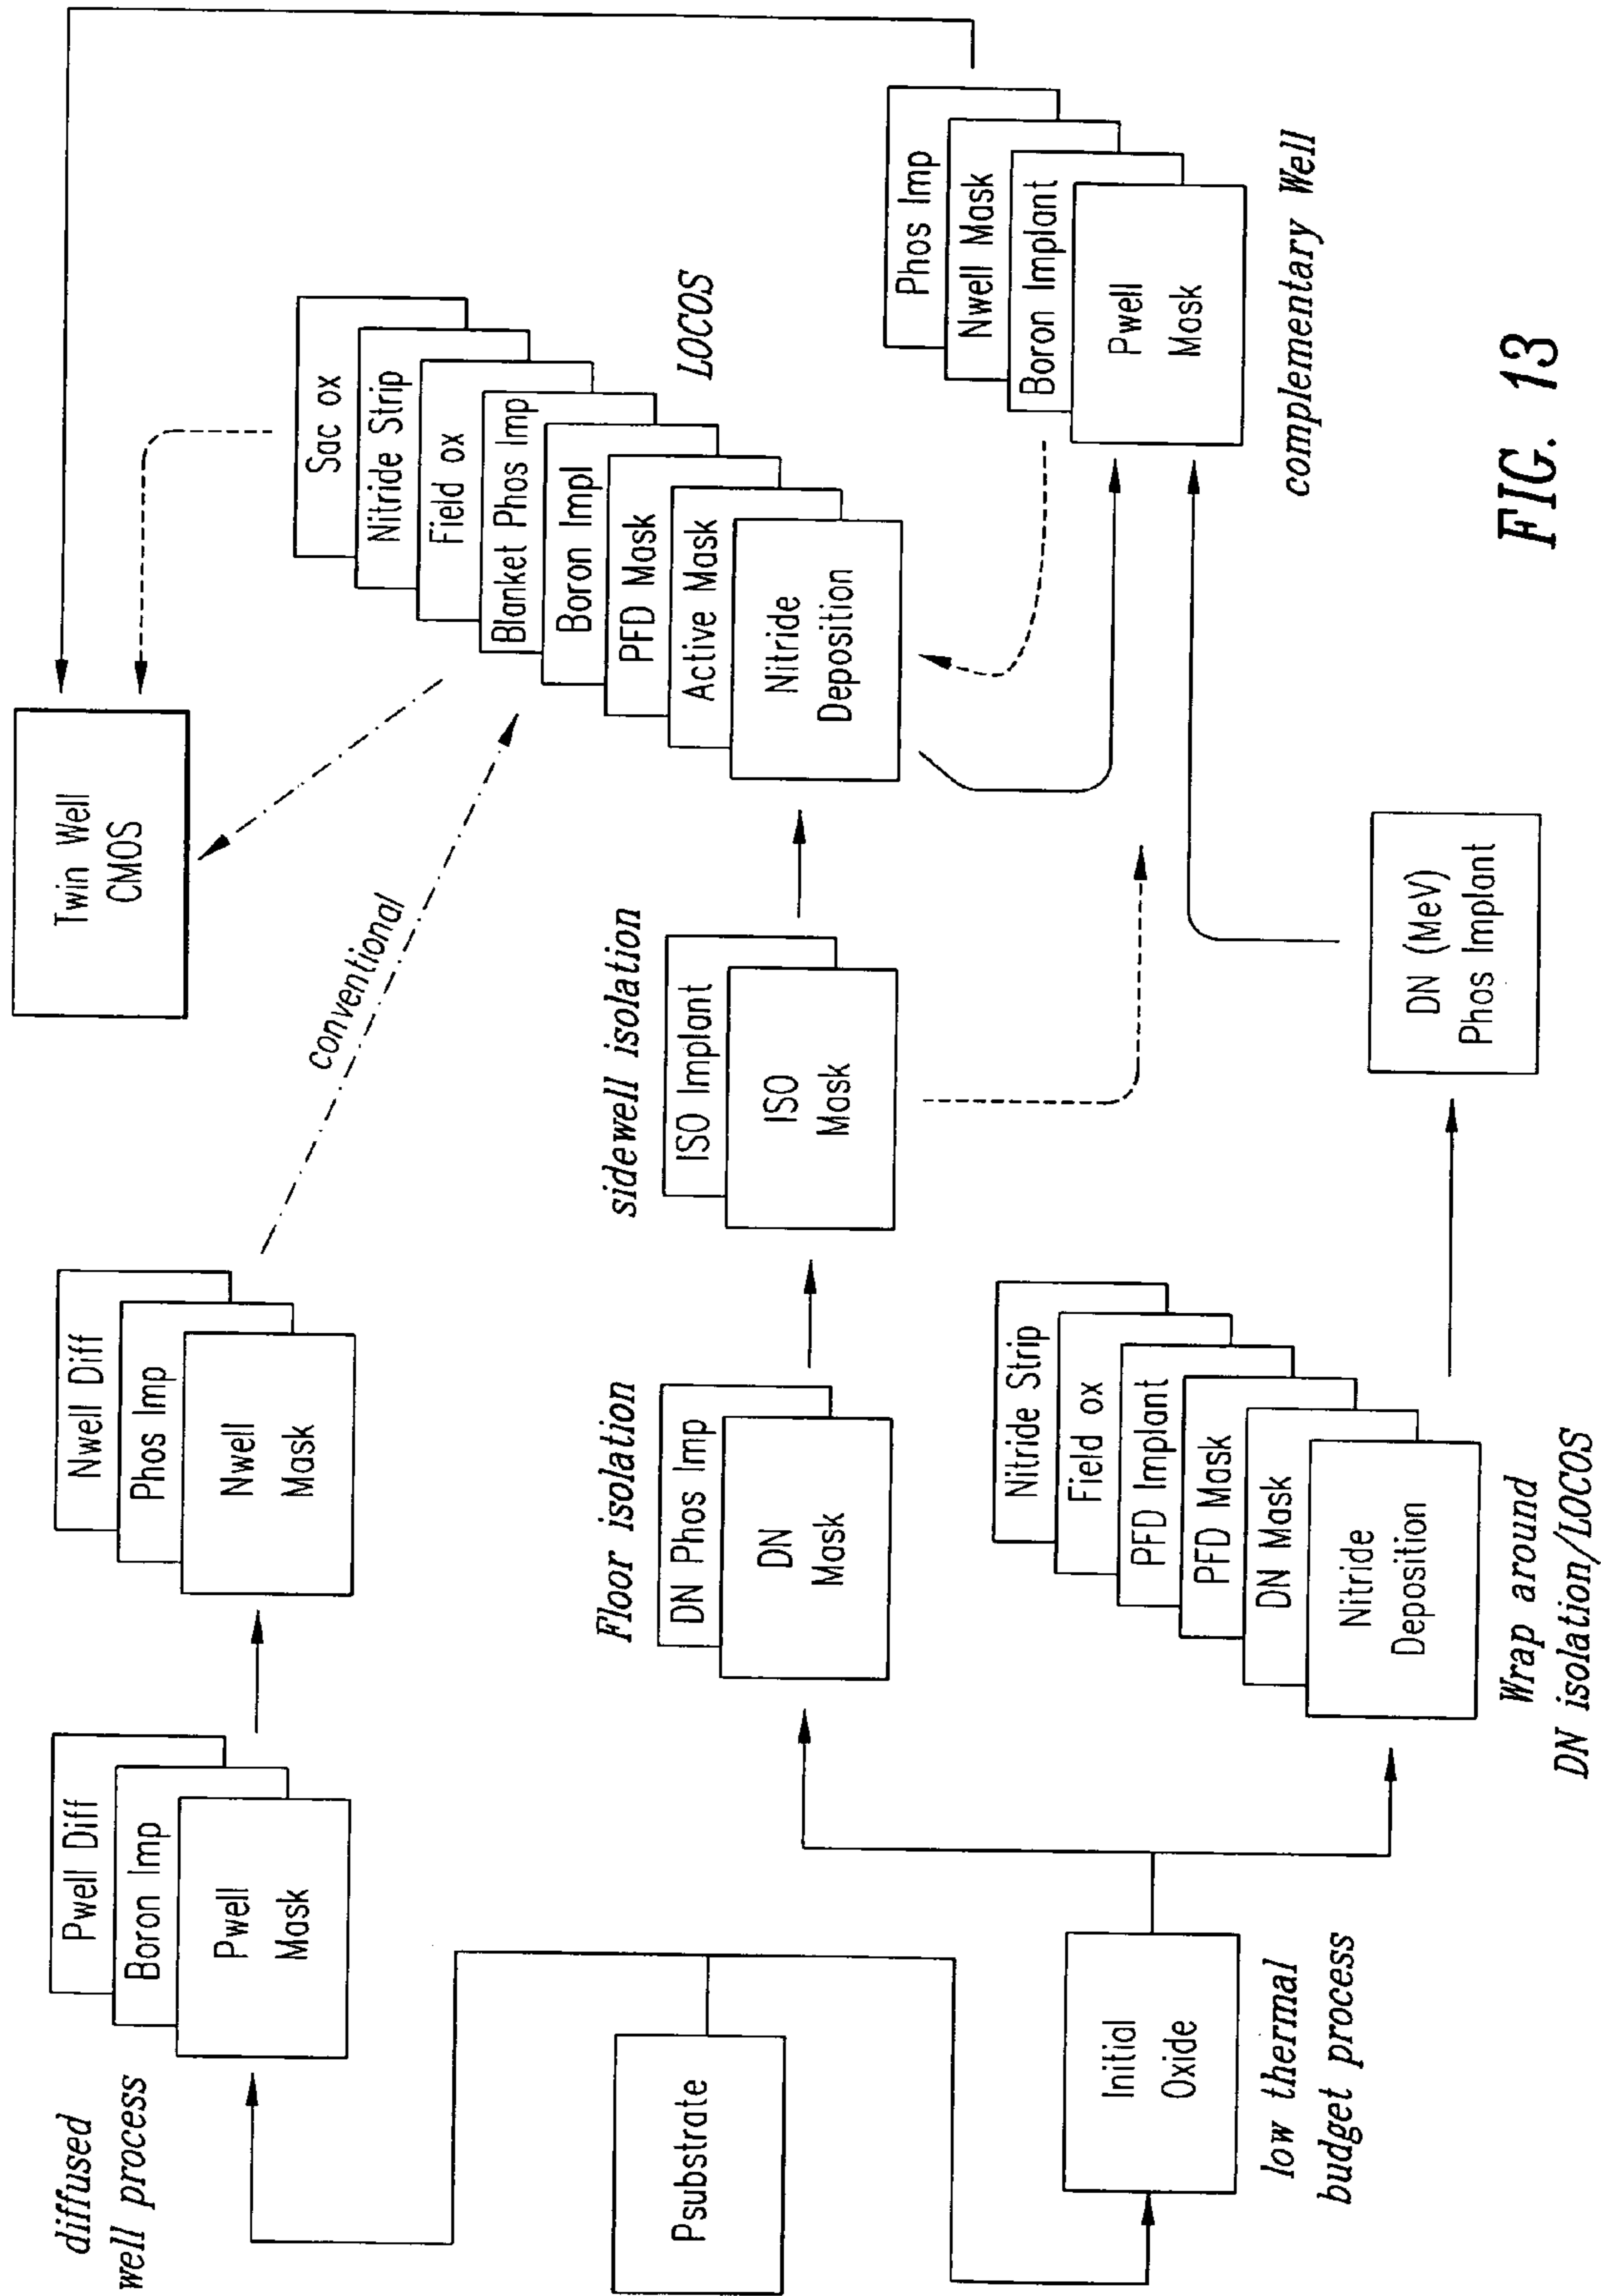 diffused
well process
Pwell Diff
Boron Imp
Pwell
Mask
Nwell Diff
Phos Imp
Nwell
Mask
conventional
Twin Well
CMOS
Psubstrate
Floor isolation
DN Phos Imp
DN
Mask
sidewell isolation
ISO Implant
ISO
Mask
Sac ox
Nitride Strip
Field ox
Blanket Phos Imp
Boron Impl
PFD Mask
Active Mask
Nitride
Deposition
LOCOS
Initial
Oxide
low thermal
budget process
Nitride Strip
Field ox
PFD Implant
PFD Mask
DN Mask
Nitride
Deposition
Wrap around
DN isolation/LOCOS
DN (MeV)
Phos Implant
Phos Imp
Nwell Mask
Boron Implant
Pwell
Mask
complementary Well
FIG. 13